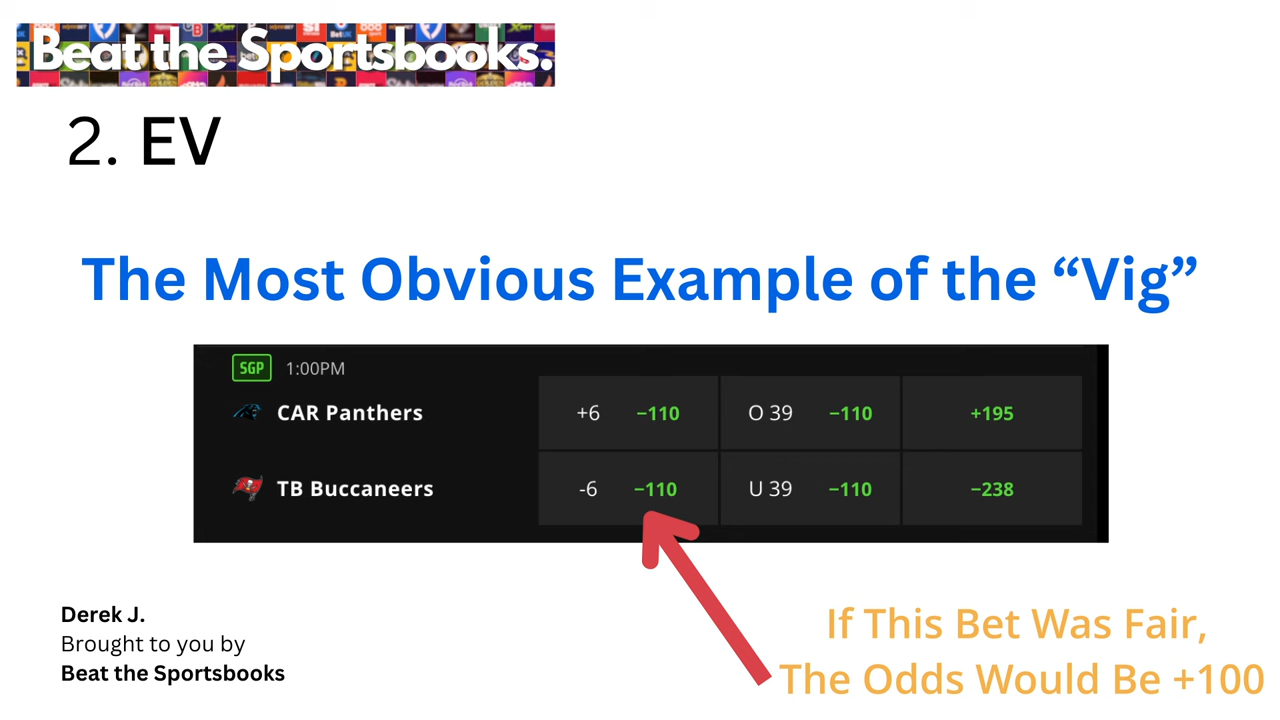 Beat the Sportsbooks.
2. EV
The Most Obvious Example of the “Vig”
SGP 1:00PM
CAR Panthers +6 −110 O 39 −110 +195
TB Buccaneers -6 −110 U 39 −110 −238
If This Bet Was Fair,
The Odds Would Be +100
Derek J.
Brought to you by
Beat the Sportsbooks